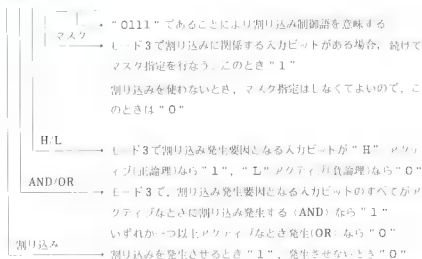 "0111"であることにより割り込み制御語を意味する
マスク
モード3で割り込みに関係する入力ビットがある場合,続けて
マスク指定を行なう。このとき"1"
割り込みを使わないとき,マスク指定はしなくてよいので,こ
のときは"0"
H/L
モード3で割り込み発生要因となる入力ビットが"H"アクテ
ィブ(正論理)なら"1","L"アクティブ(負論理)なら"0"
AND/OR
モード3で,割り込み発生要因となる入力ビットのすべてがア
クティブなときに割り込み発生する(AND)なら"1"
いずれか一つ以上アクティブなとき発生(OR)なら"0"
割り込み
割り込みを発生させるとき"1",発生させないとき"0"